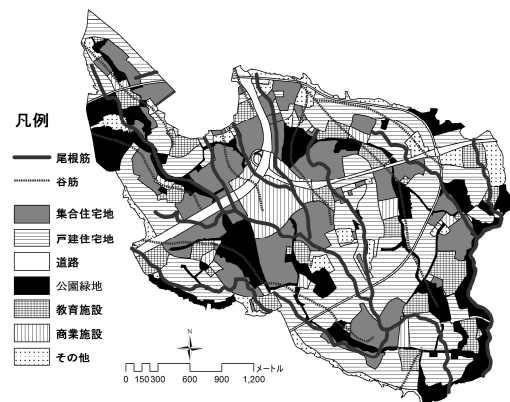 凡例
尾根筋
谷筋
集合住宅地
戸建住宅地
道路
公園緑地
教育施設
商業施設
その他
N
メートル
0 150 300 600 900 1,200